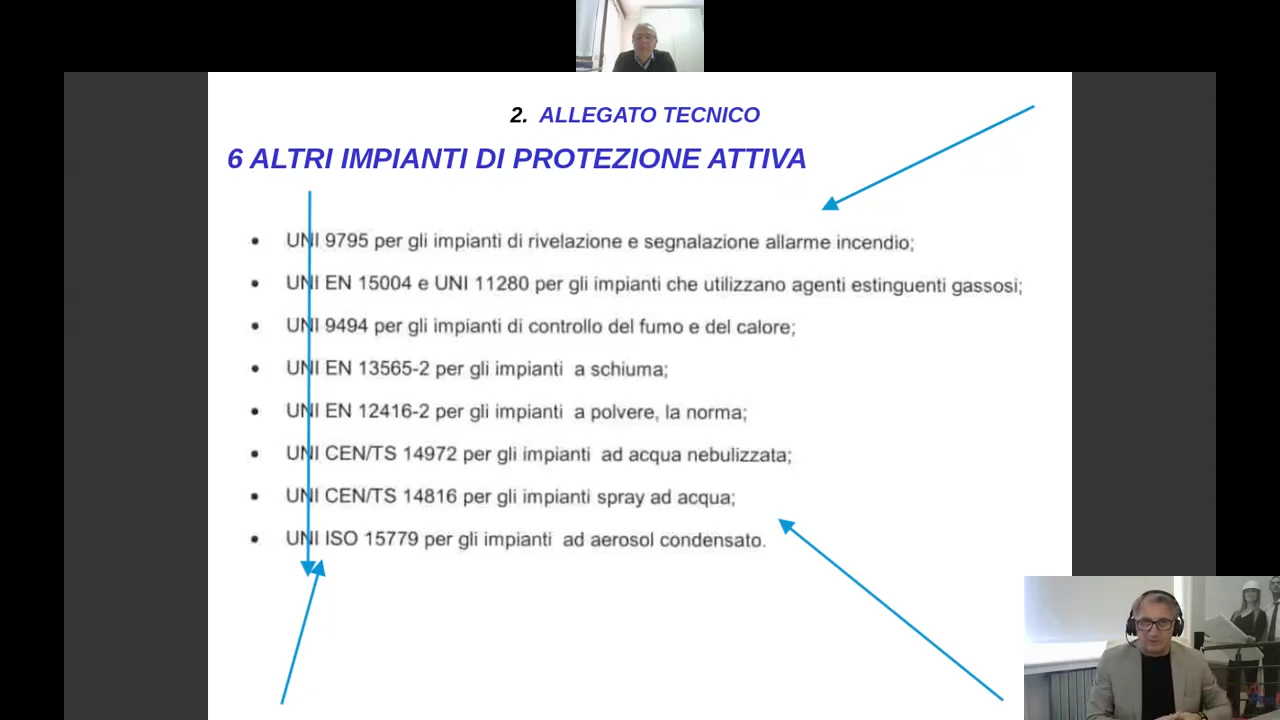 2. ALLEGATO TECNICO
6 ALTRI IMPIANTI DI PROTEZIONE ATTIVA
• UNI 9795 per gli impianti di rivelazione e segnalazione allarme incendio;
• UNI EN 15004 e UNI 11280 per gli impianti che utilizzano agenti estinguenti gassosi;
• UNI 9494 per gli impianti di controllo del fumo e del calore;
• UNI EN 13565-2 per gli impianti a schiuma;
• UNI EN 12416-2 per gli impianti a polvere, la norma;
• UNI CEN/TS 14972 per gli impianti ad acqua nebulizzata;
• UNI CEN/TS 14816 per gli impianti spray ad acqua;
• UNI ISO 15779 per gli impianti ad aerosol condensato.